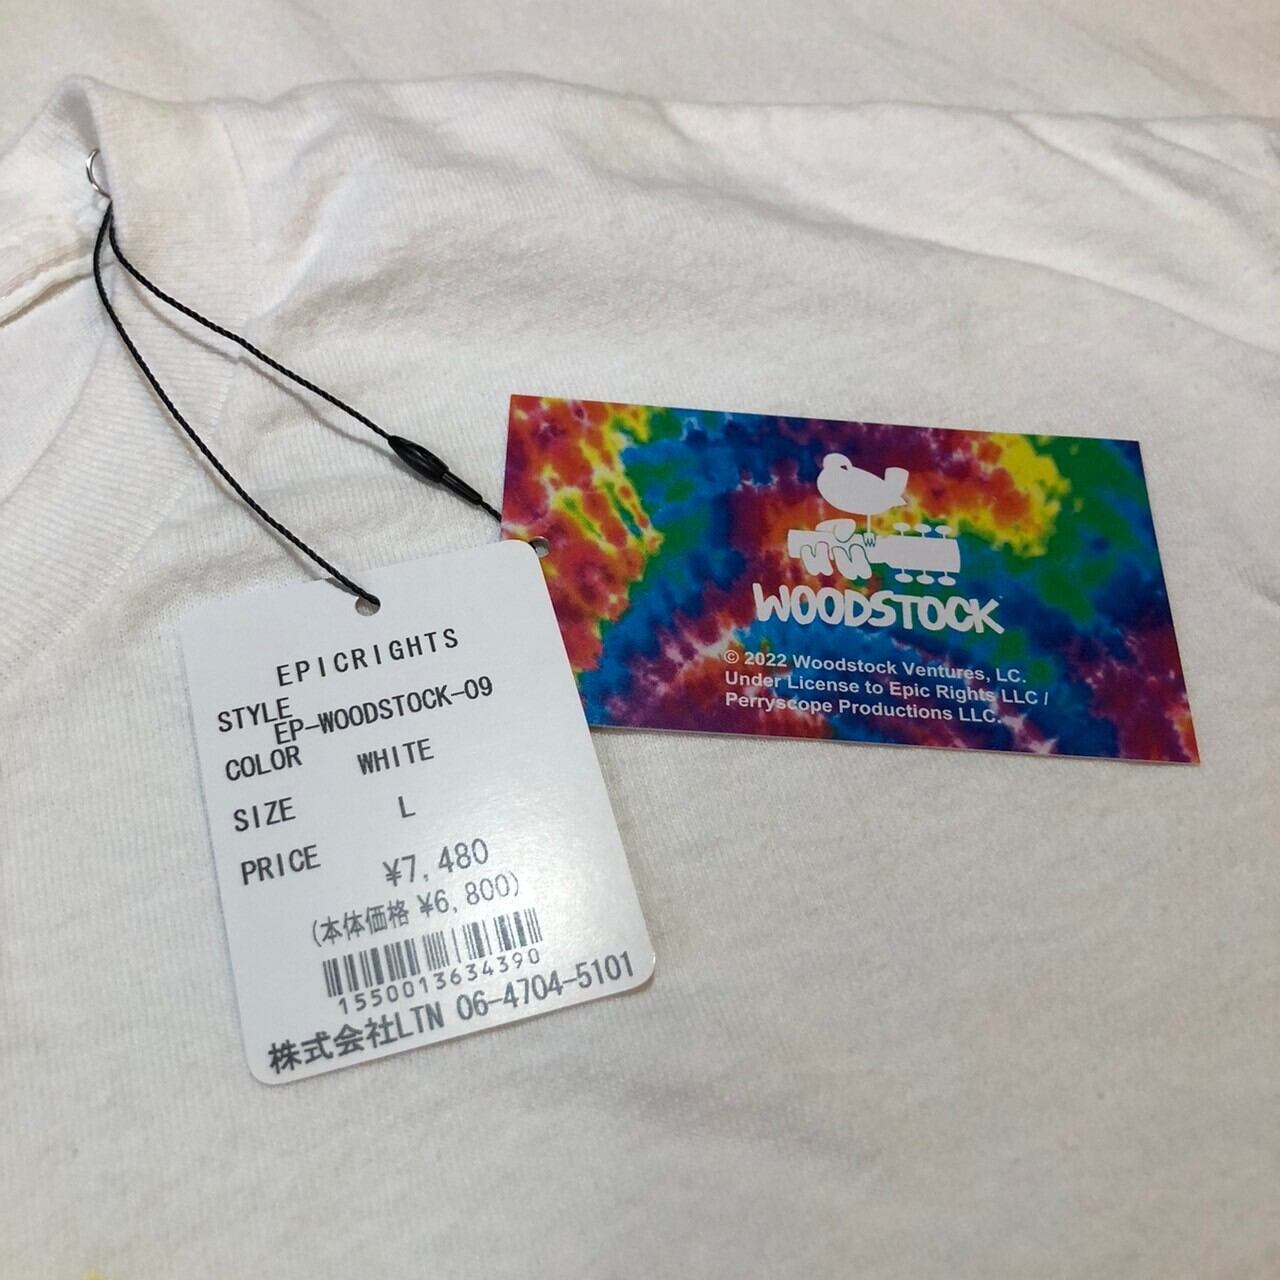 EPICRIGHTS
STYLE
EP-WOODSTOCK-09
COLOR WHITE
SIZE L
PRICE ¥7,480
(本体価格 ¥6,800)
1550013634390
株式会社LTN 06-4704-5101
WOODSTOCK
© 2022 Woodstock Ventures, LC.
Under License to Epic Rights LLC /
Perryscope Productions LLC.